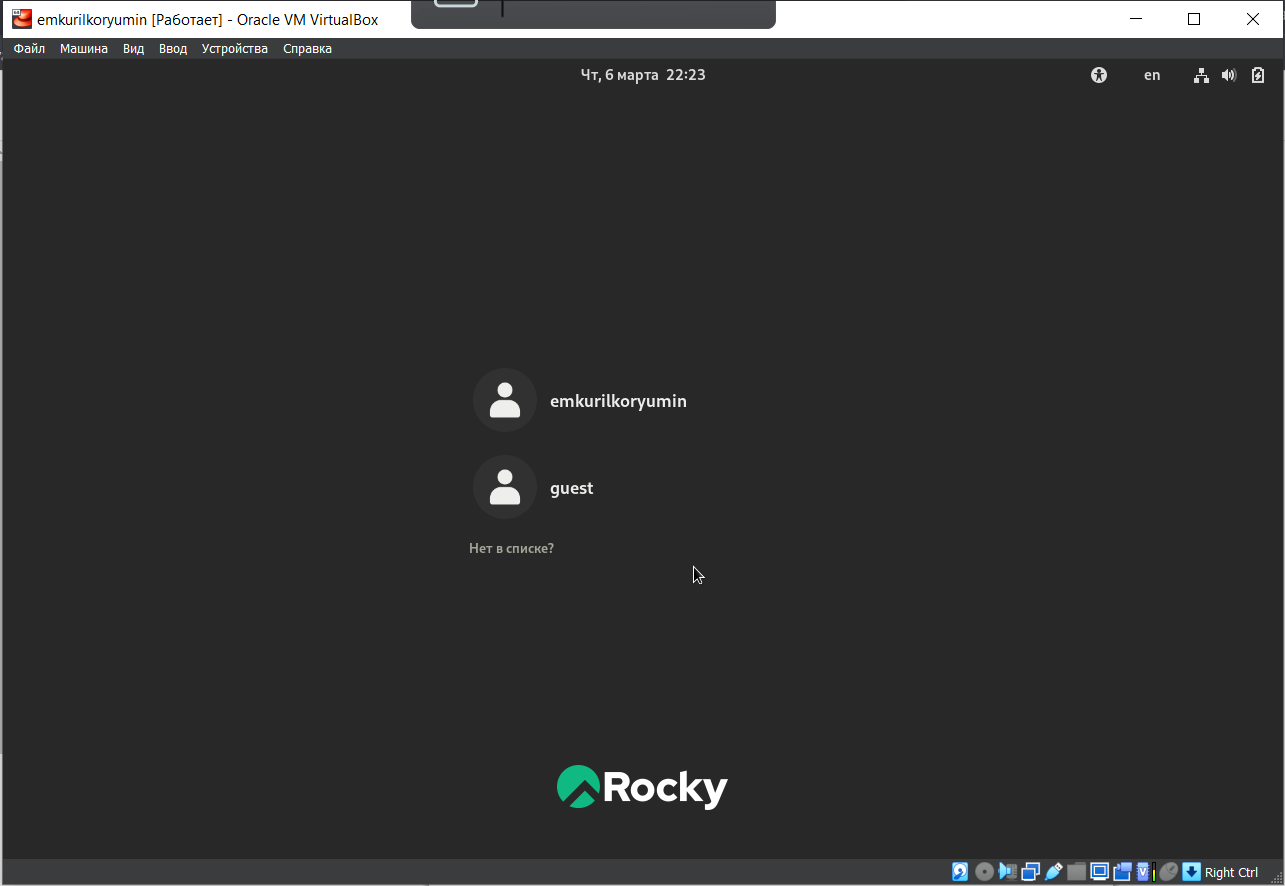 emkurilkoryumin [Работает] - Oracle VM VirtualBox
Файл Машина Вид Ввод Устройства Справка
Чт, 6 марта 22:23 en
emkurilkoryumin
guest
Нет в списке?
Rocky
Right Ctrl